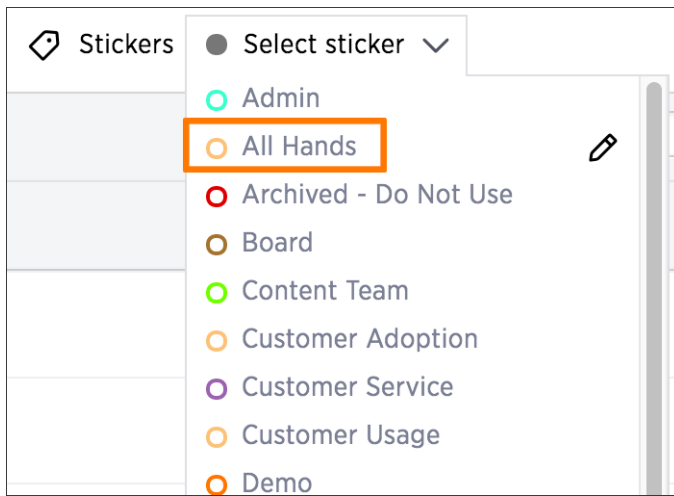 Stickers
Select sticker
Admin
All Hands
Archived - Do Not Use
Board
Content Team
Customer Adoption
Customer Service
Customer Usage
Demo